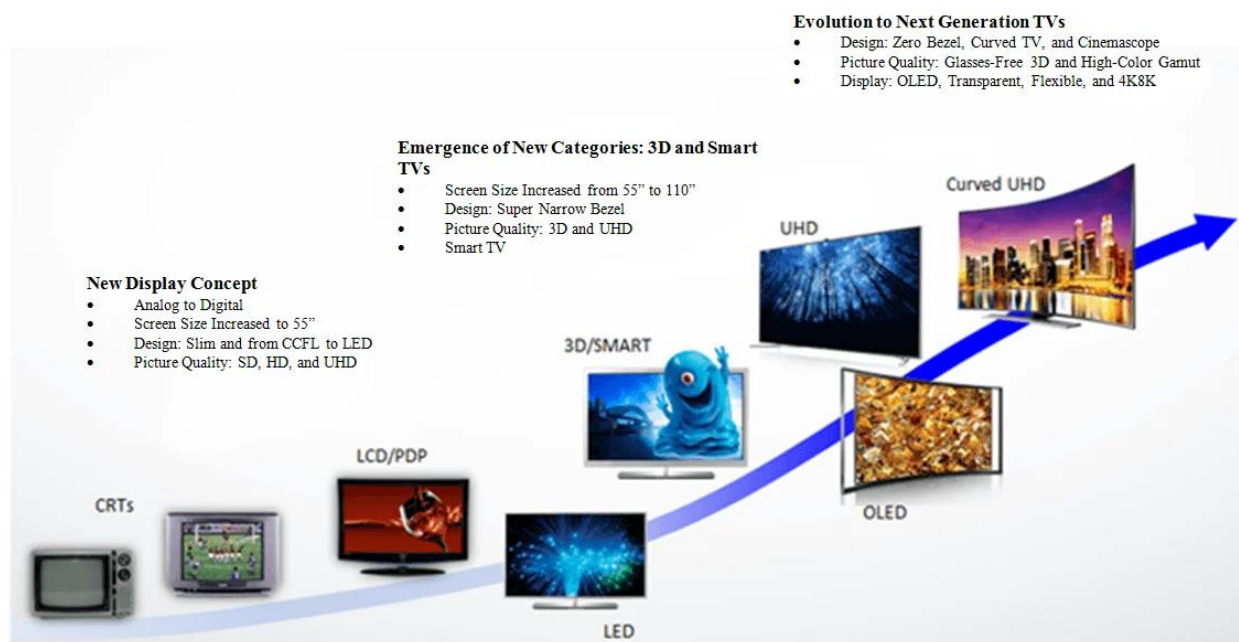 Evolution to Next Generation TVs
• Design: Zero Bezel, Curved TV, and Cinemascope
• Picture Quality: Glasses-Free 3D and High-Color Gamut
• Display: OLED, Transparent, Flexible, and 4K8K
Emergence of New Categories: 3D and Smart
TVs
• Screen Size Increased from 55” to 110”
• Design: Super Narrow Bezel
• Picture Quality: 3D and UHD
• Smart TV
New Display Concept
• Analog to Digital
• Screen Size Increased to 55”
• Design: Slim and from CCFL to LED
• Picture Quality: SD, HD, and UHD
CRTs
LCD/PDP
LED
3D/SMART
UHD
OLED
Curved UHD